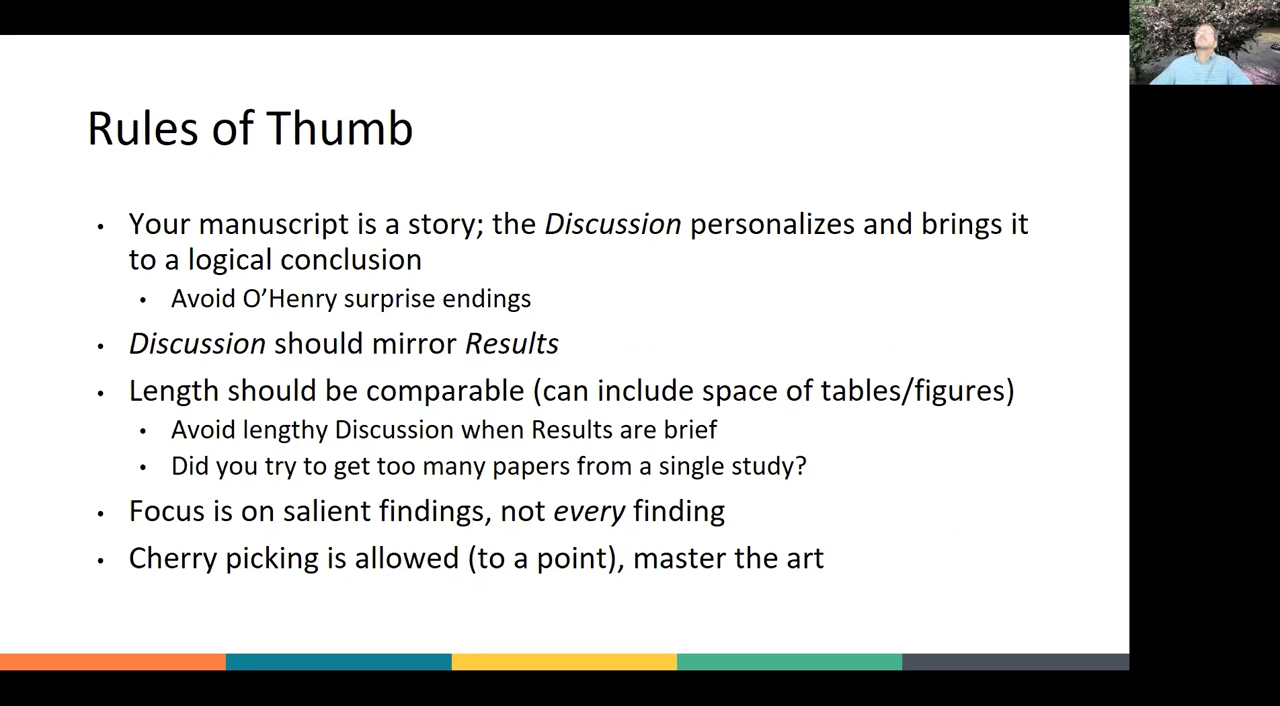 Rules of Thumb
• Your manuscript is a story; the Discussion personalizes and brings it
to a logical conclusion
• Avoid O’Henry surprise endings
• Discussion should mirror Results
• Length should be comparable (can include space of tables/figures)
• Avoid lengthy Discussion when Results are brief
• Did you try to get too many papers from a single study?
• Focus is on salient findings, not every finding
• Cherry picking is allowed (to a point), master the art